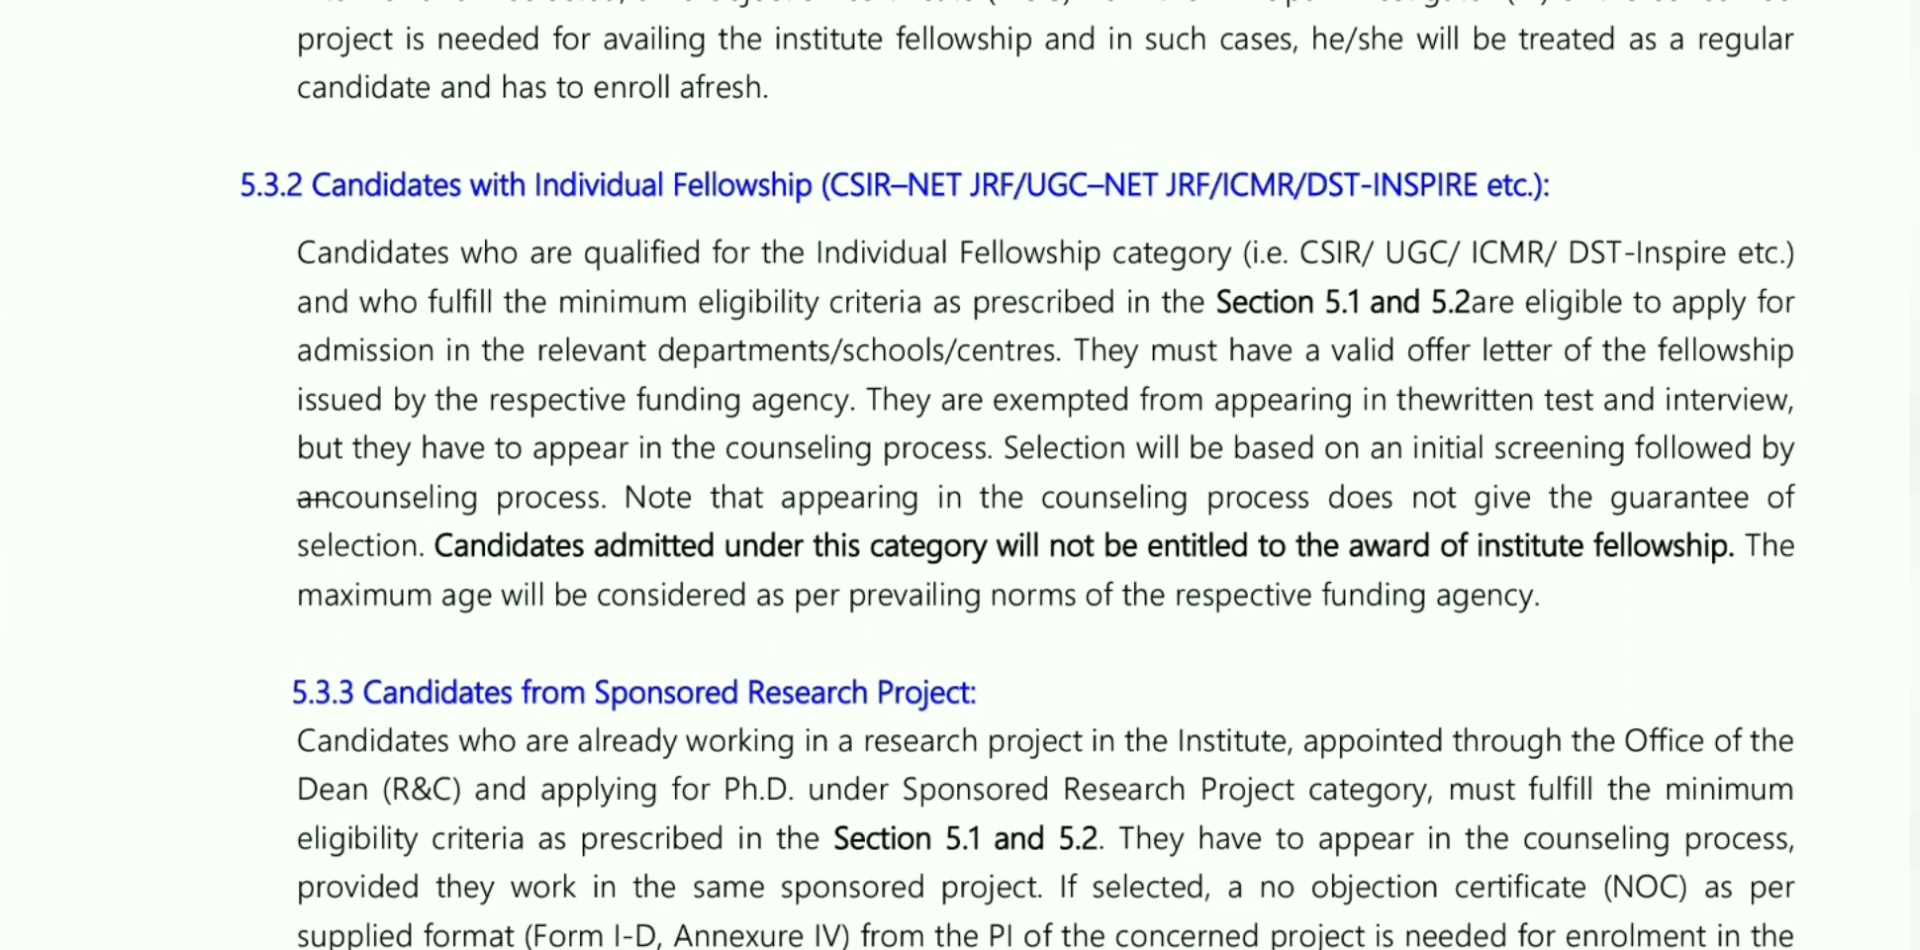 project is needed for availing the institute fellowship and in such cases, he/she will be treated as a regular
candidate and has to enroll afresh.
5.3.2 Candidates with Individual Fellowship (CSIR–NET JRF/UGC–NET JRF/ICMR/DST-INSPIRE etc.):
Candidates who are qualified for the Individual Fellowship category (i.e. CSIR/ UGC/ ICMR/ DST-Inspire etc.)
and who fulfill the minimum eligibility criteria as prescribed in the Section 5.1 and 5.2are eligible to apply for
admission in the relevant departments/schools/centres. They must have a valid offer letter of the fellowship
issued by the respective funding agency. They are exempted from appearing in thewritten test and interview,
but they have to appear in the counseling process. Selection will be based on an initial screening followed by
ancounseling process. Note that appearing in the counseling process does not give the guarantee of
selection. Candidates admitted under this category will not be entitled to the award of institute fellowship. The
maximum age will be considered as per prevailing norms of the respective funding agency.
5.3.3 Candidates from Sponsored Research Project:
Candidates who are already working in a research project in the Institute, appointed through the Office of the
Dean (R&C) and applying for Ph.D. under Sponsored Research Project category, must fulfill the minimum
eligibility criteria as prescribed in the Section 5.1 and 5.2. They have to appear in the counseling process,
provided they work in the same sponsored project. If selected, a no objection certificate (NOC) as per
supplied format (Form I-D, Annexure IV) from the PI of the concerned project is needed for enrolment in the